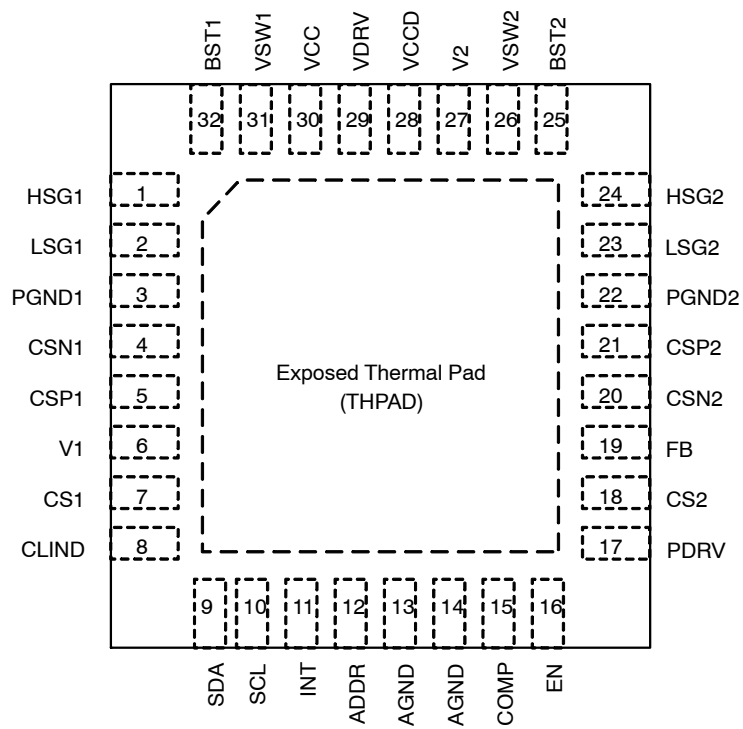 BST1
VSW1
VCC
VDRV
VCCD
V2
VSW2
BST2
32 31 30 29 28 27 26 25
HSG1 1 24 HSG2
LSG1 2 23 LSG2
PGND1 3 22 PGND2
CSN1 4 21 CSP2
CSP1 5 20 CSN2
V1 6 19 FB
CS1 7 18 CS2
CLIND 8 17 PDRV
Exposed Thermal Pad
(THPAD)
9 10 11 12 13 14 15 16
SDA
SCL
INT
ADDR
AGND
AGND
COMP
EN